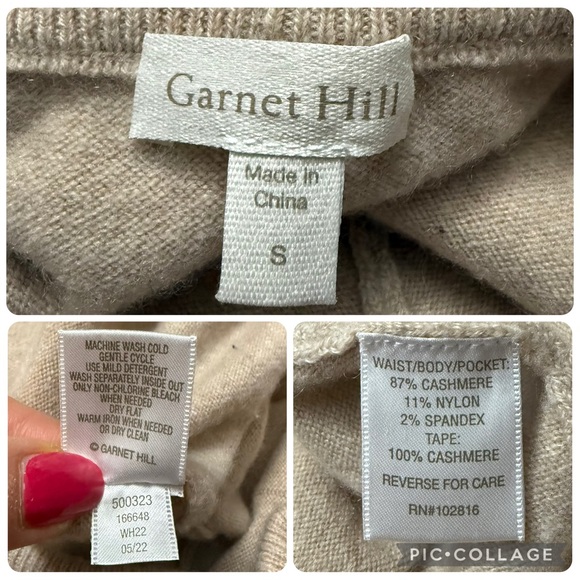 Garnet Hill
Made in
China
S
MACHINE WASH COLD
GENTLE CYCLE
USE MILD DETERGENT
WASH SEPARATELY INSIDE OUT
ONLY NON-CHLORINE BLEACH
WHEN NEEDED
DRY FLAT
WARM IRON WHEN NEEDED
OR DRY CLEAN
© GARNET HILL
500323
166648
WH22
05/22
WAIST/BODY/POCKET:
87% CASHMERE
11% NYLON
2% SPANDEX
TAPE:
100% CASHMERE
REVERSE FOR CARE
RN#102816
PIC•COLLAGE